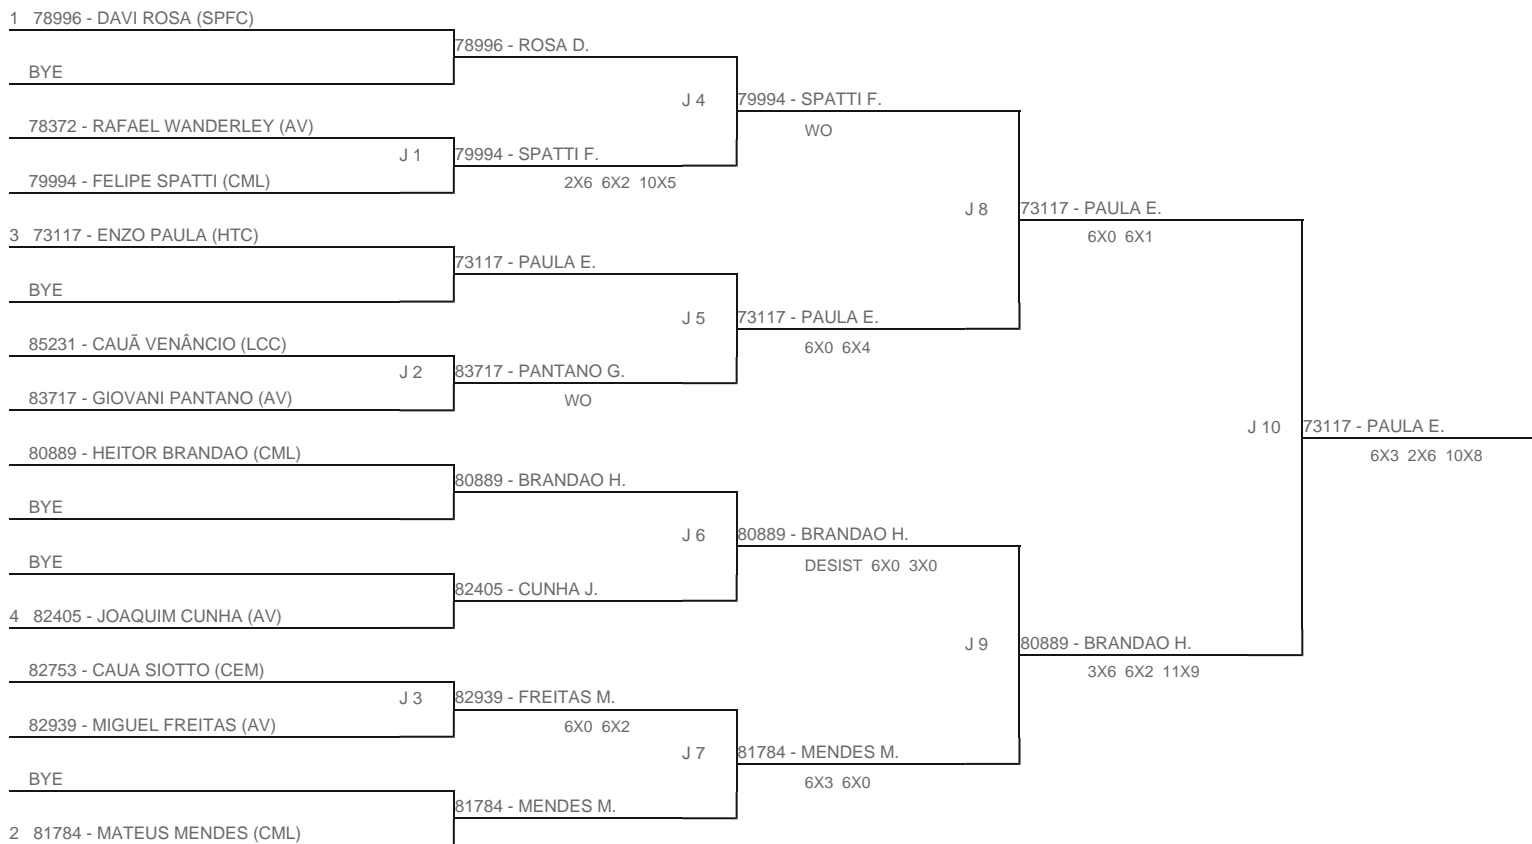 1 78996 - DAVI ROSA (SPFC)
78996 - ROSA D.
BYE
J 4
79994 - SPATTI F.
78372 - RAFAEL WANDERLEY (AV)
WO
J 1
79994 - SPATTI F.
79994 - FELIPE SPATTI (CML)
2X6 6X2 10X5
J 8
73117 - PAULA E.
3 73117 - ENZO PAULA (HTC)
6X0 6X1
73117 - PAULA E.
BYE
J 5
73117 - PAULA E.
85231 - CAUÃ VENÂNCIO (LCC)
6X0 6X4
J 2
83717 - PANTANO G.
83717 - GIOVANI PANTANO (AV)
WO
J 10
73117 - PAULA E.
80889 - HEITOR BRANDAO (CML)
6X3 2X6 10X8
80889 - BRANDAO H.
BYE
J 6
80889 - BRANDAO H.
BYE
DESIST 6X0 3X0
82405 - CUNHA J.
4 82405 - JOAQUIM CUNHA (AV)
J 9
80889 - BRANDAO H.
82753 - CAUA SIOTTO (CEM)
3X6 6X2 11X9
J 3
82939 - FREITAS M.
82939 - MIGUEL FREITAS (AV)
6X0 6X2
J 7
81784 - MENDES M.
BYE
6X3 6X0
81784 - MENDES M.
2 81784 - MATEUS MENDES (CML)